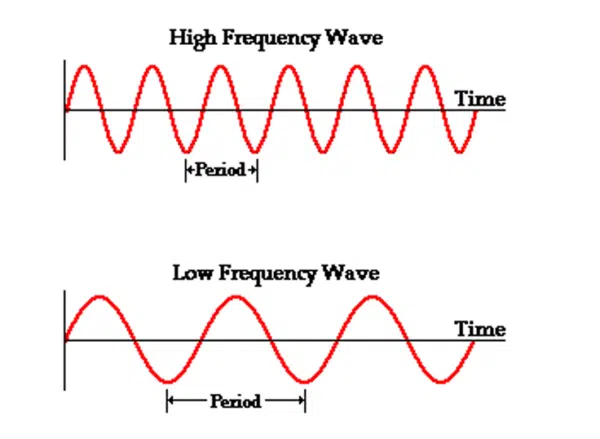 High Frequency Wave
Time
Period
Low Frequency Wave
Time
Period